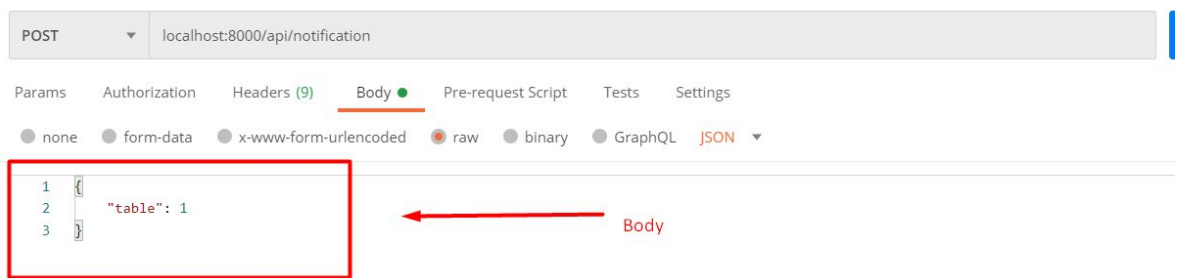 POST localhost:8000/api/notification
Params Authorization Headers (9) Body Pre-request Script Tests Settings
none form-data x-www-form-urlencoded raw binary GraphQL JSON
1 {
2 "table": 1
3 }
Body